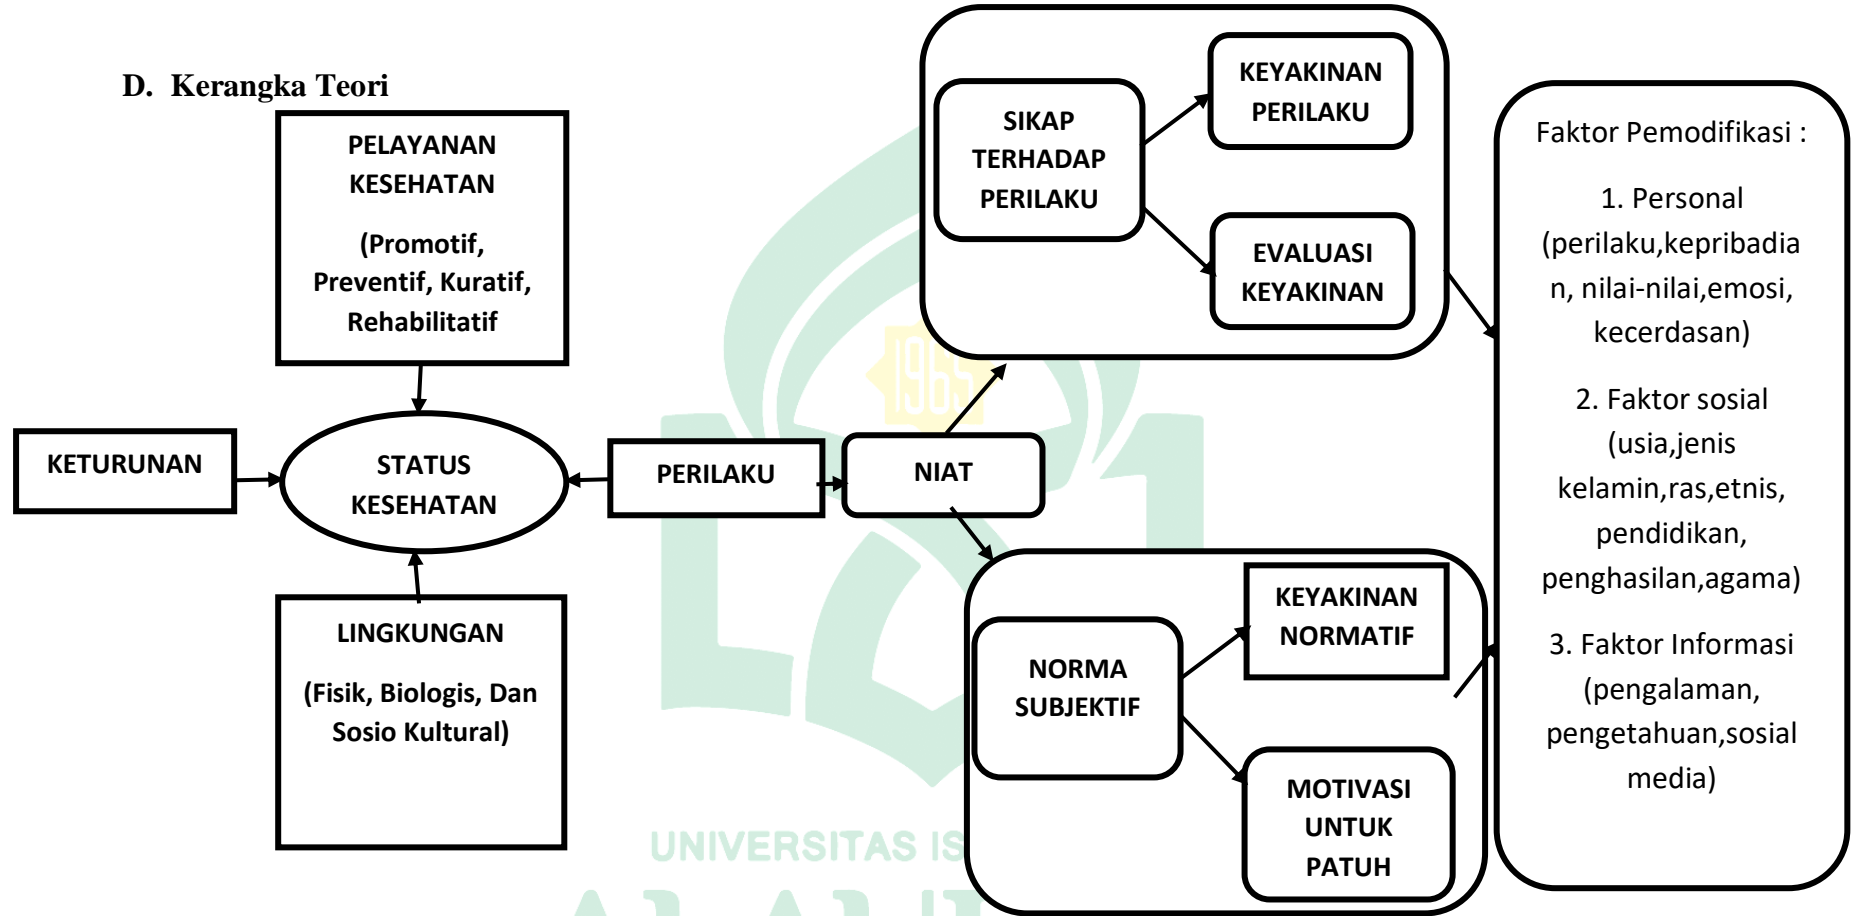 D. Kerangka Teori
PELAYANAN
KESEHATAN
(Promotif,
Preventif, Kuratif,
Rehabilitatif
KETURUNAN
STATUS
KESEHATAN
LINGKUNGAN
(Fisik, Biologis, Dan
Sosio Kultural)
PERILAKU
NIAT
SIKAP
TERHADAP
PERILAKU
KEYAKINAN
PERILAKU
EVALUASI
KEYAKINAN
NORMA
SUBJEKTIF
KEYAKINAN
NORMATIF
MOTIVASI
UNTUK
PATUH
Faktor Pemodifikasi :
1. Personal
(perilaku,kepribadia
n, nilai-nilai,emosi,
kecerdasan)
2. Faktor sosial
(usia,jenis
kelamin,ras,etnis,
pendidikan,
penghasilan,agama)
3. Faktor Informasi
(pengalaman,
pengetahuan,sosial
media)
1965
UNIVERSITAS IS